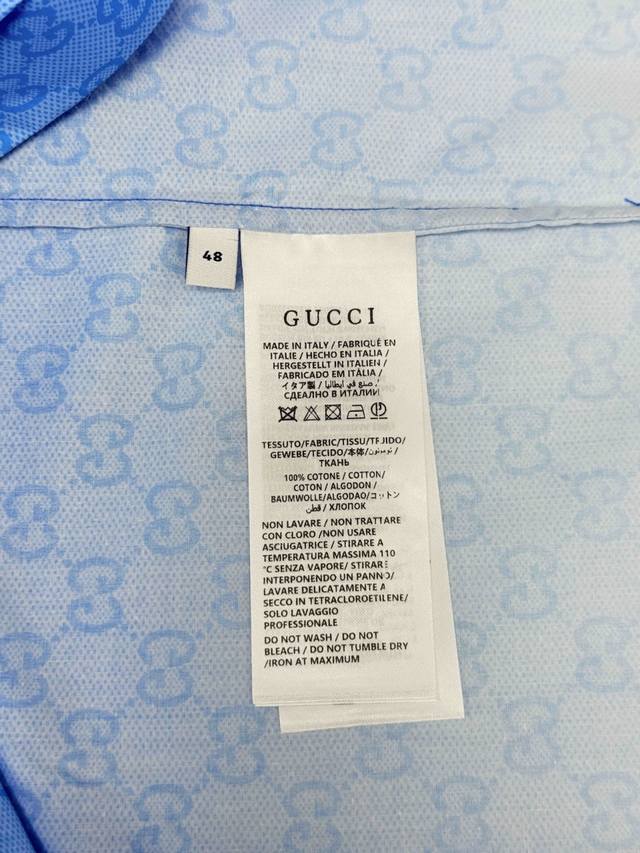 48
GUCCI
MADE IN ITALY / FABRIQUÉ EN
ITALIE / HECHO EN ITALIA /
HERGESTELLT IN ITALIEN /
FABRICADO EM ITÁLIA /
イタア製 / صنع في ايطاليا /
СДЕАЛНО В ИТАЛИИ
TESSUTO/FABRIC/TISSU/TEJIDO/
GEWEBE/TECIDO/本体/
ТКАНЬ
100% COTONE / COTTON/
COTON / ALGODON /
BAUMWOLLE/ALGODAO/コットン
/ قطن / ХЛОПОК
NON LAVARE / NON TRATTARE
CON CLORO /NON USARE
ASCIUGATRICE / STIRARE A
TEMPERATURA MASSIMA 110
°C SENZA VAPORE/ STIRARE
INTERPONENDO UN PANNO/
LAVARE DELICATAMENTE A
SECCO IN TETRACLOROETILENE/
SOLO LAVAGGIO
PROFESSIONALE
DO NOT WASH / DO NOT
BLEACH / DO NOT TUMBLE DRY
/IRON AT MAXIMUM